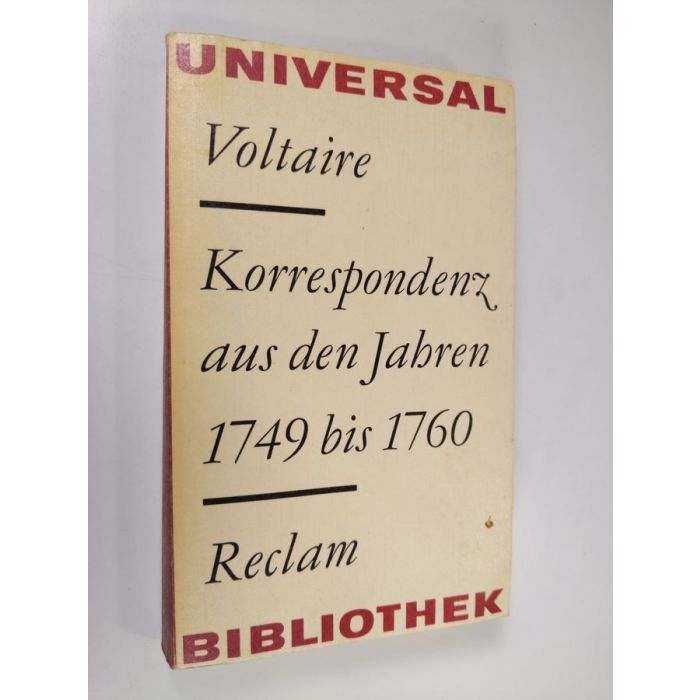 UNIVERSAL
Voltaire
Korrespondenz
aus den Jahren
1749 bis 1760
Reclam
BIBLIOTHEK